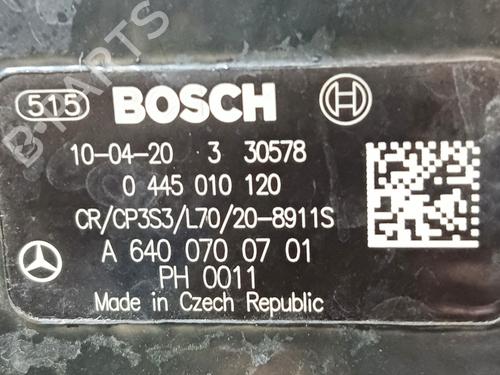 515 BOSCH
10-04-20 3 30578
0 445 010 120
CR/CP3S3/L70/20-8911S
A 640 070 07 01
PH 0011
Made in Czech Republic
B-PARTS